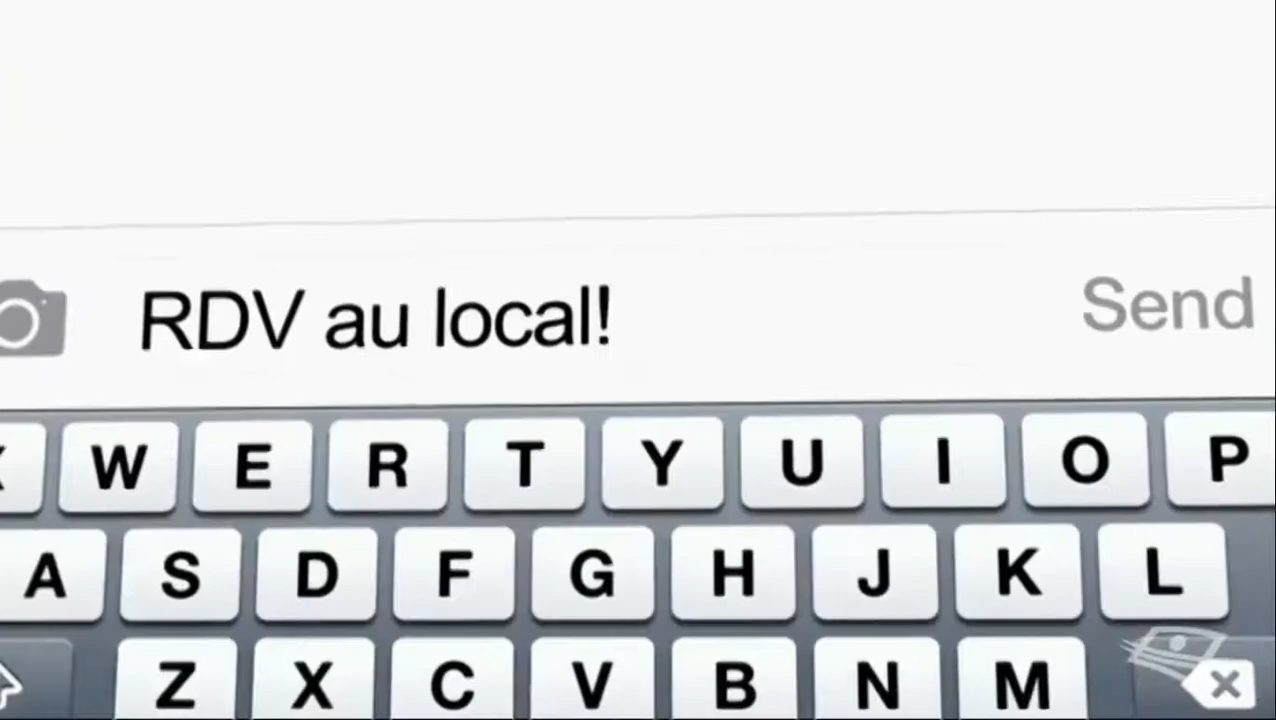 RDV au local!
Send
W E R T Y U I O P
A S D F G H J K L
Z X C V B N M